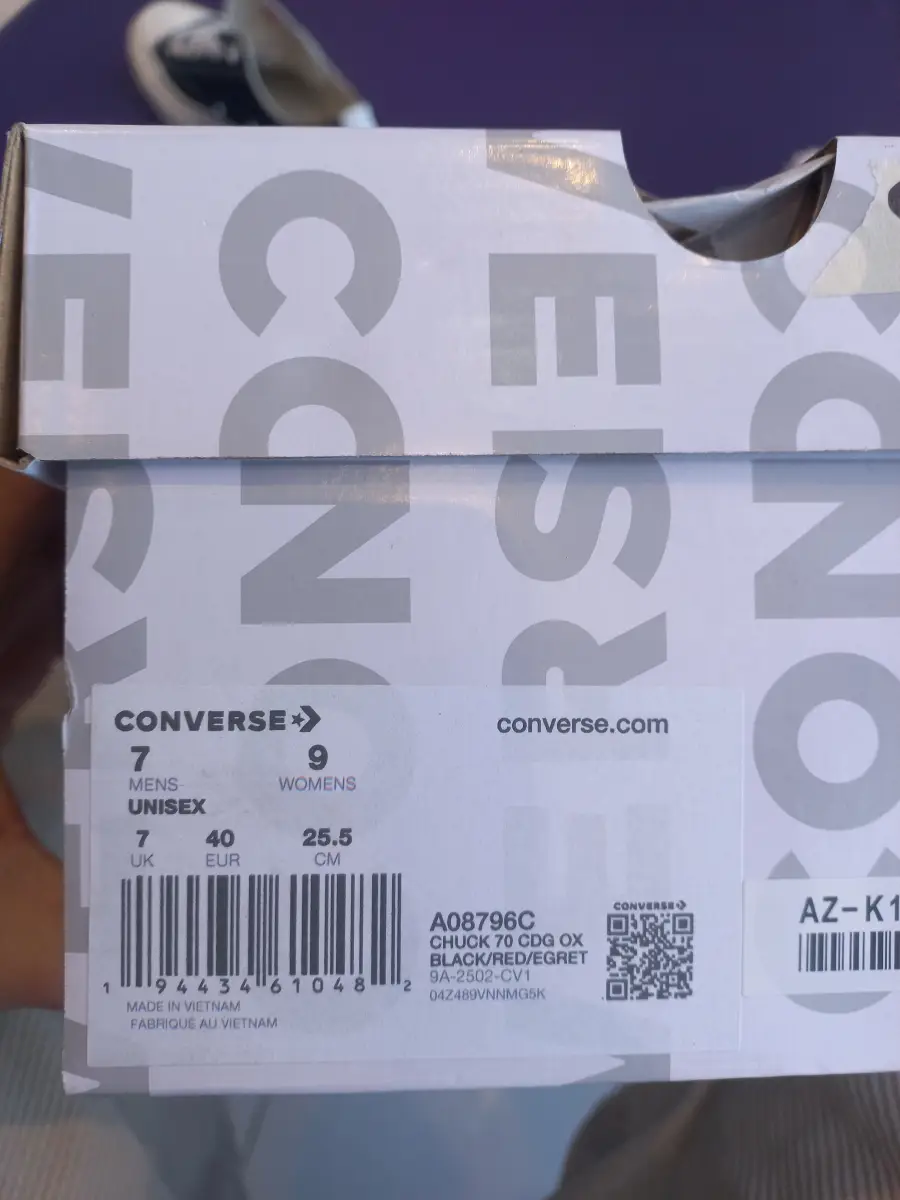 CONVERSE
CONVERSE
converse.com
7
9
MENS-
WOMENS
UNISEX
7
40
25.5
UK
EUR
CM
1 94434 61048 2
MADE IN VIETNAM
FABRIQUÉ AU VIETNAM
A08796C
CHUCK 70 CDG OX
BLACK/RED/EGRET
9A-2502-CV1
04Z489VNNMG5K
CONVERSE
AZ-K1